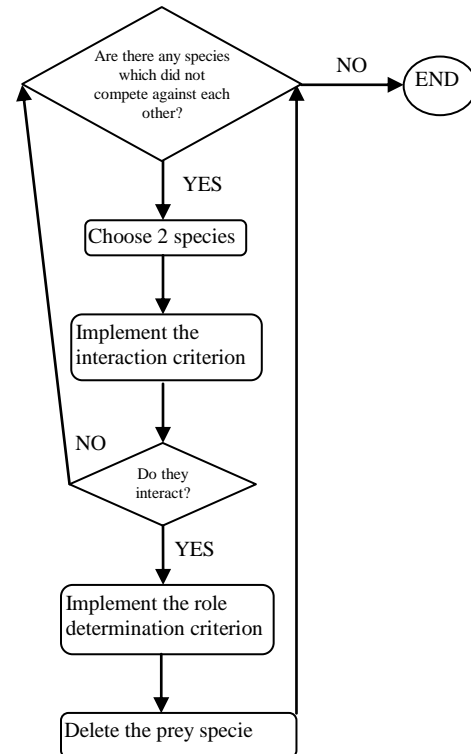 Are there any species
which did not
compete against each
other?
NO
END
YES
Choose 2 species
Implement the
interaction criterion
NO
Do they
interact?
YES
Implement the role
determination criterion
Delete the prey specie